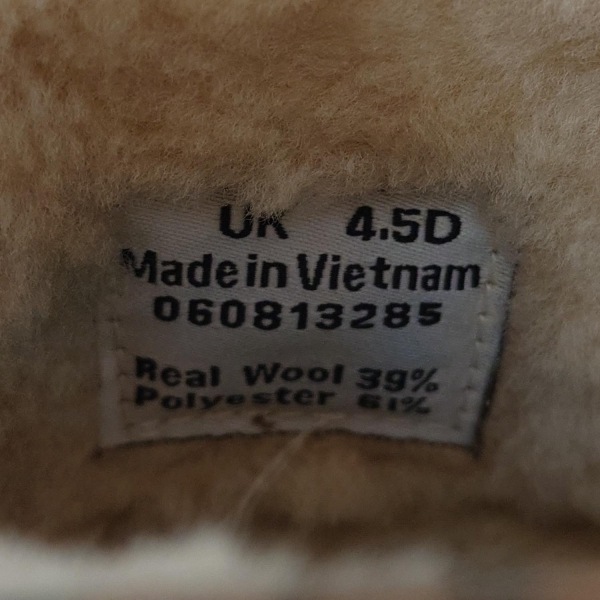 UK 4.5D
Made in Vietnam
060813285
Real Wool 39%
Polyester 61%